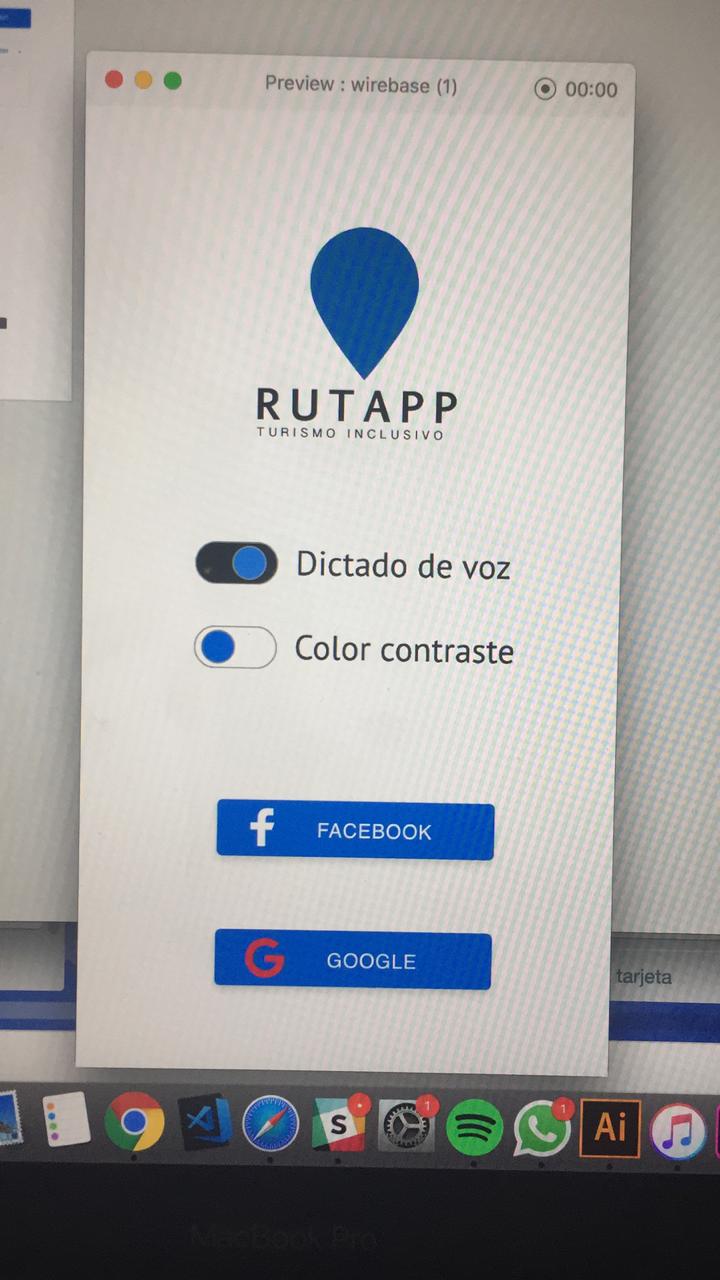 Preview : wirebase (1)
00:00
RUTAPP
TURISMO INCLUSIVO
Dictado de voz
Color contraste
f FACEBOOK
G GOOGLE
tarjeta
S
1
1
Ai
MacBook Pro